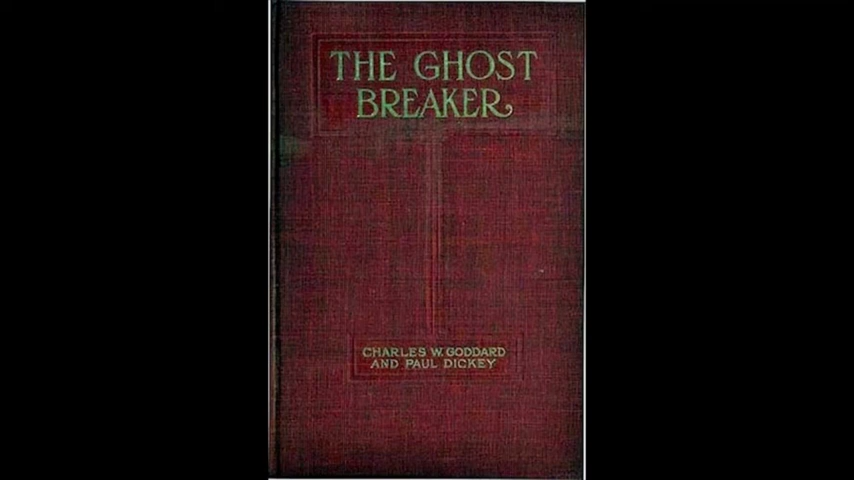 THE GHOST
BREAKER
CHARLES W. GODDARD
AND PAUL DICKEY